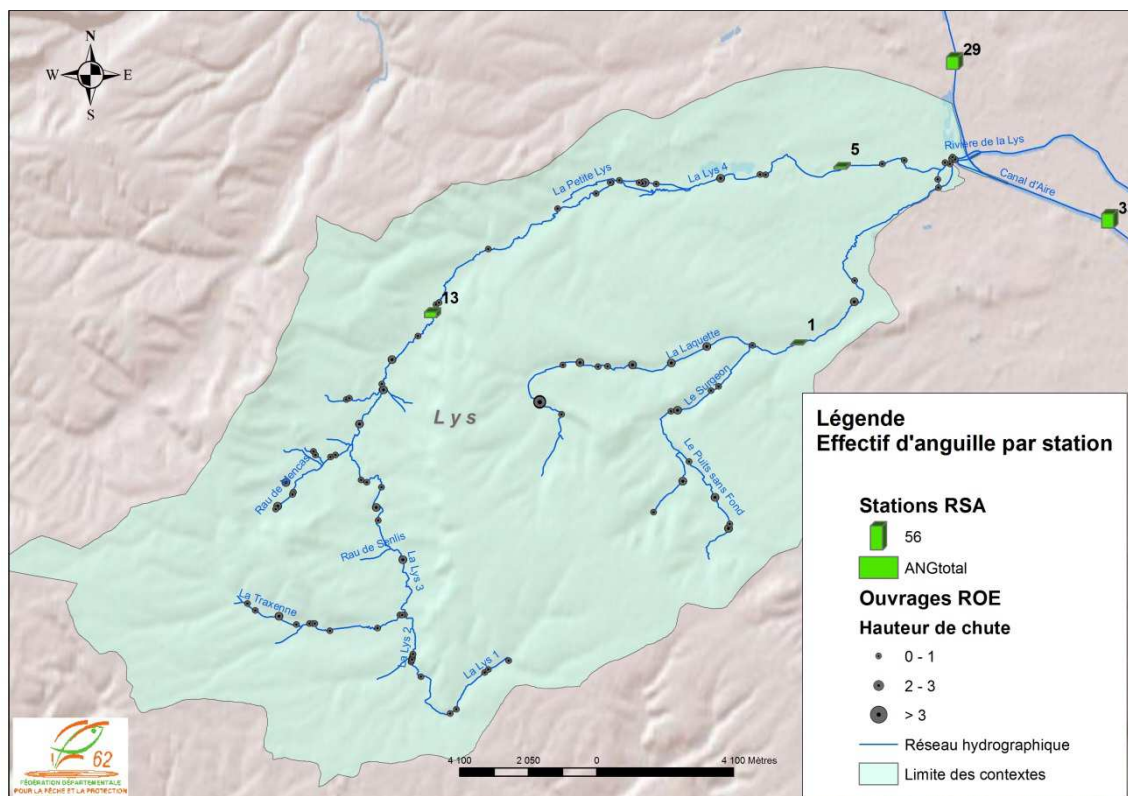 N
W E
S
29
5
Rivière de la Lys
Canal d'Aire
La Petite Lys
La Lys 4
13
1
La Laquette
Le Surgeon
Lys
Le Puits sans Fond
Rau de Senlis
La Lys 3
La Traxenne
La Lys 2
La Lys 1
Légende
Effectif d'anguille par station
Stations RSA
56
ANGtotal
Ouvrages ROE
Hauteur de chute
0 - 1
2 - 3
> 3
Réseau hydrographique
Limite des contextes
4 100 2 050 0 4 100 Mètres
62
FÉDÉRATION DÉPARTEMENTALE
POUR LA PÊCHE ET LA PROTECTION